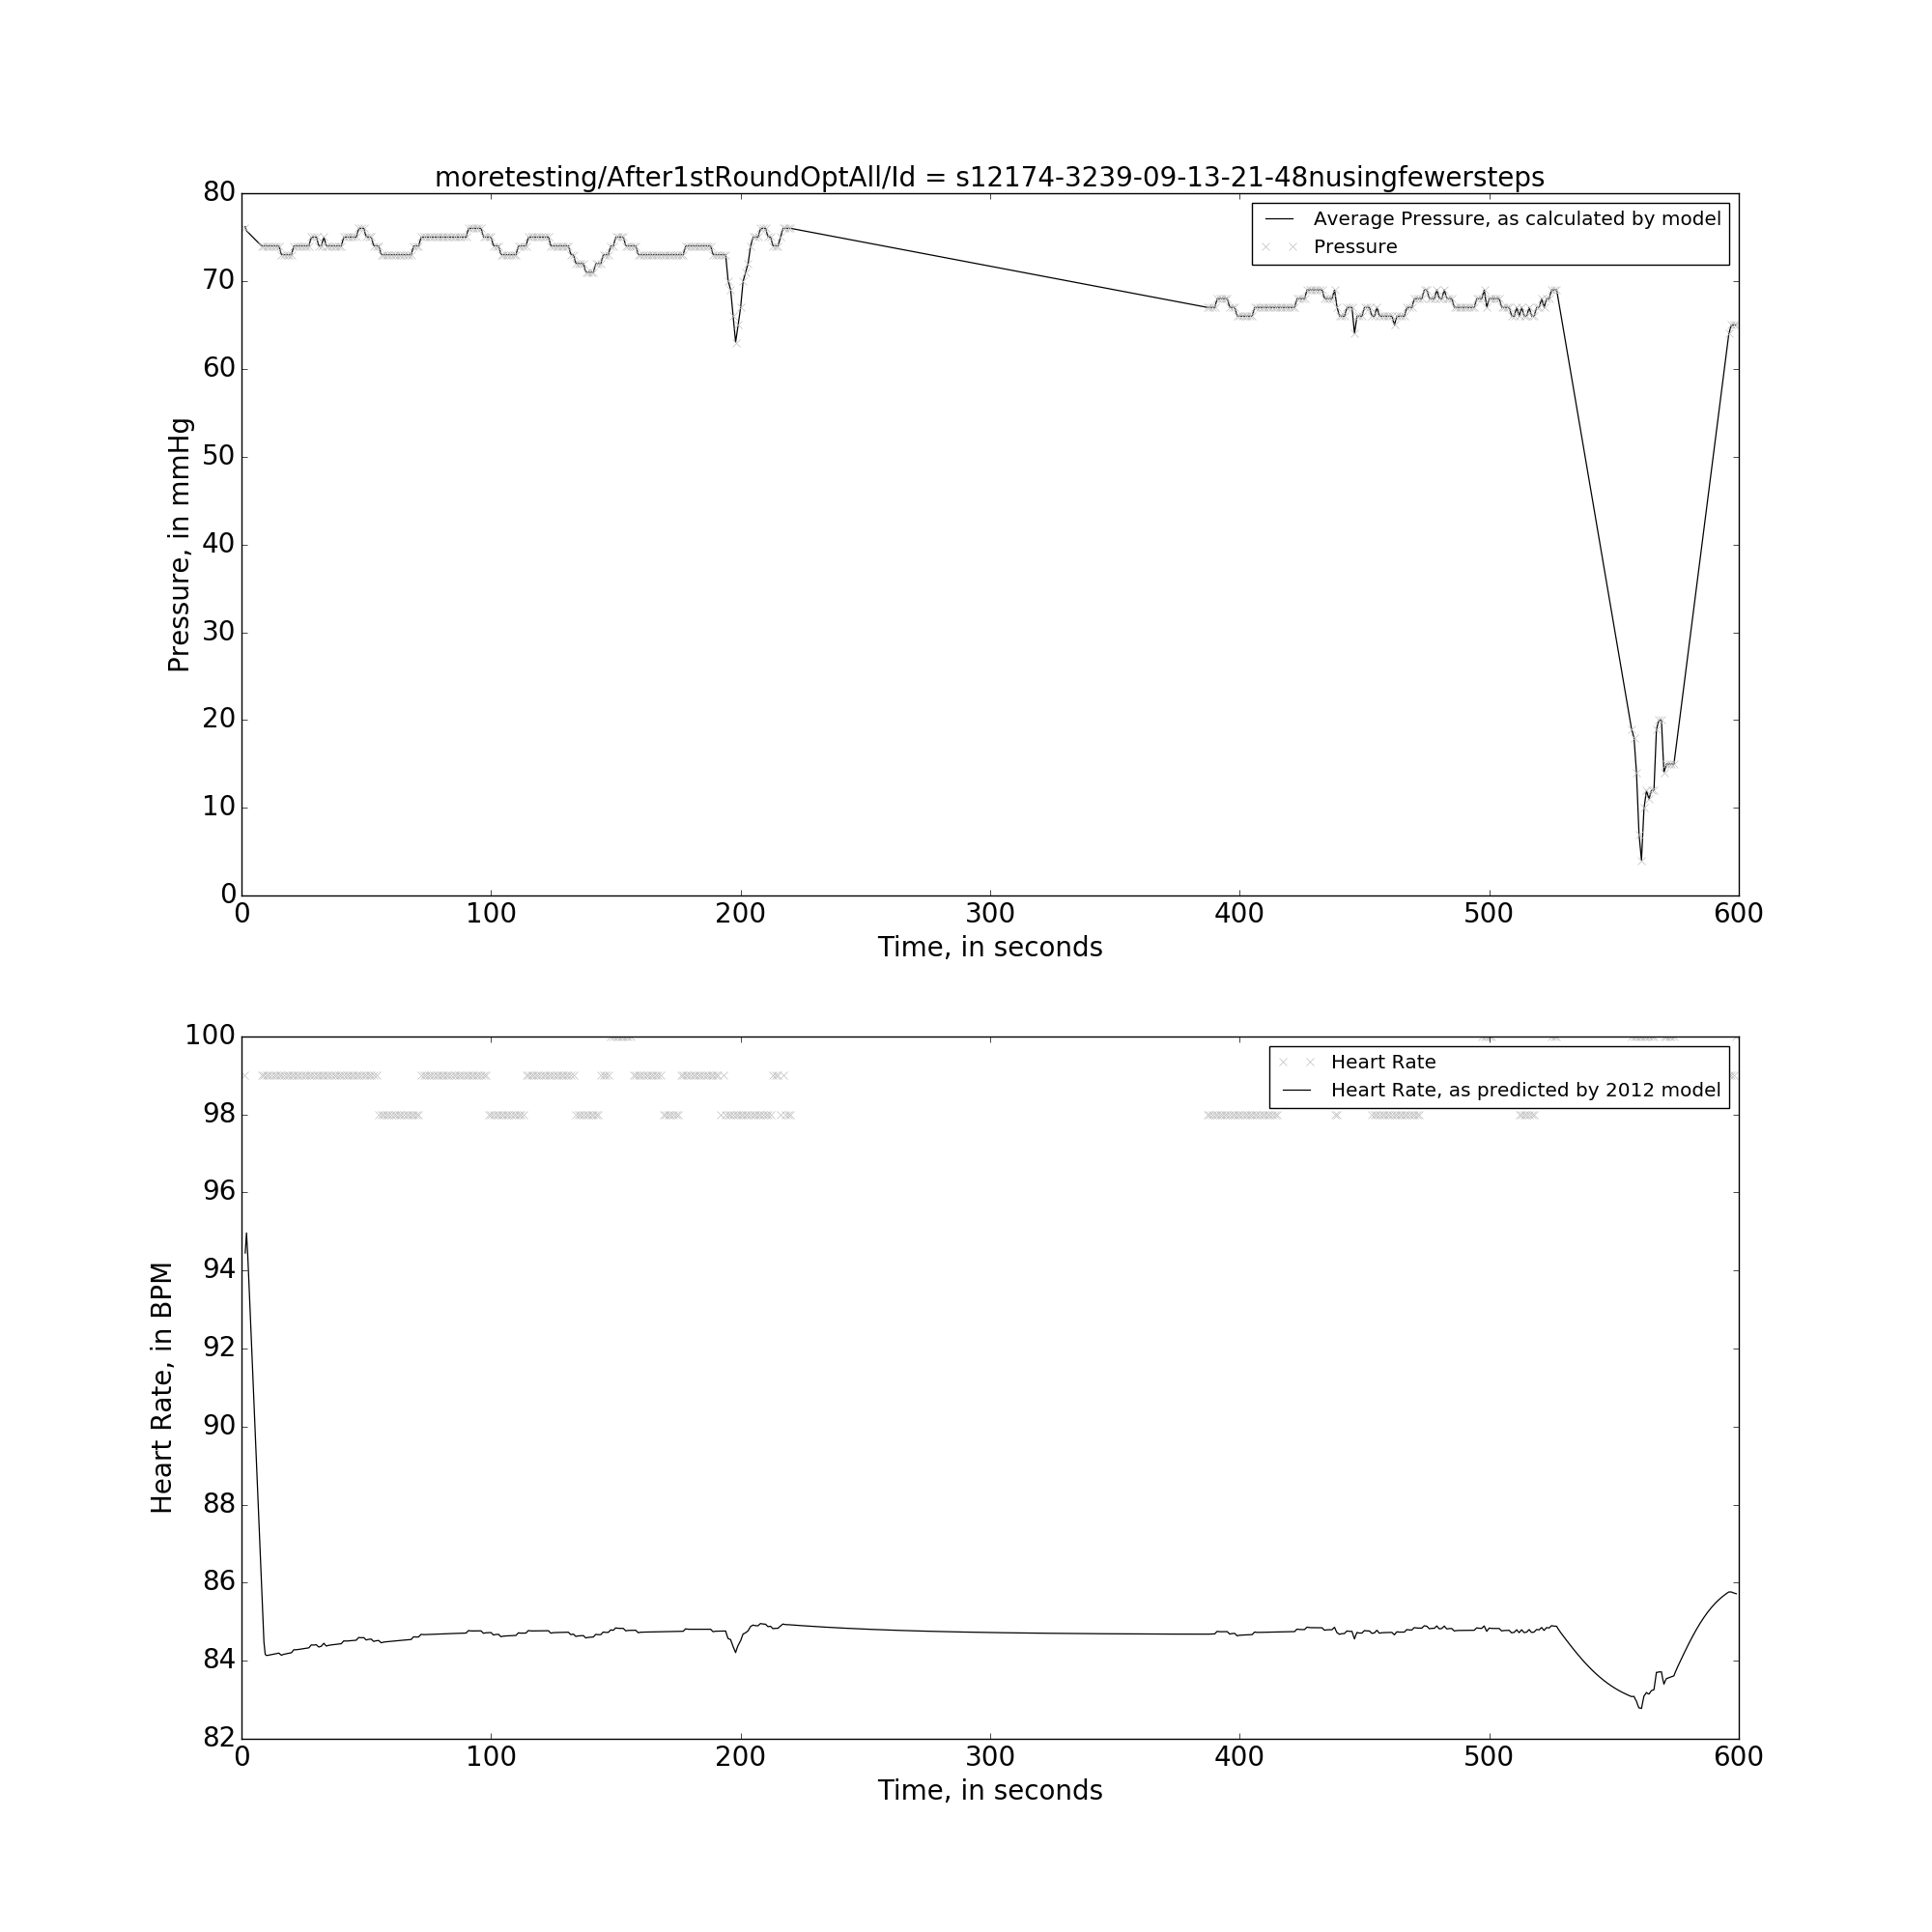 moretesting/After1stRoundOptAll/Id = s12174-3239-09-13-21-48nusingfewersteps
Average Pressure, as calculated by model
Pressure
Pressure, in mmHg
80
70
60
50
40
30
20
10
0
0 100 200 300 400 500 600
Time, in seconds
Heart Rate
Heart Rate, as predicted by 2012 model
Heart Rate, in BPM
100
98
96
94
92
90
88
86
84
82
0 100 200 300 400 500 600
Time, in seconds